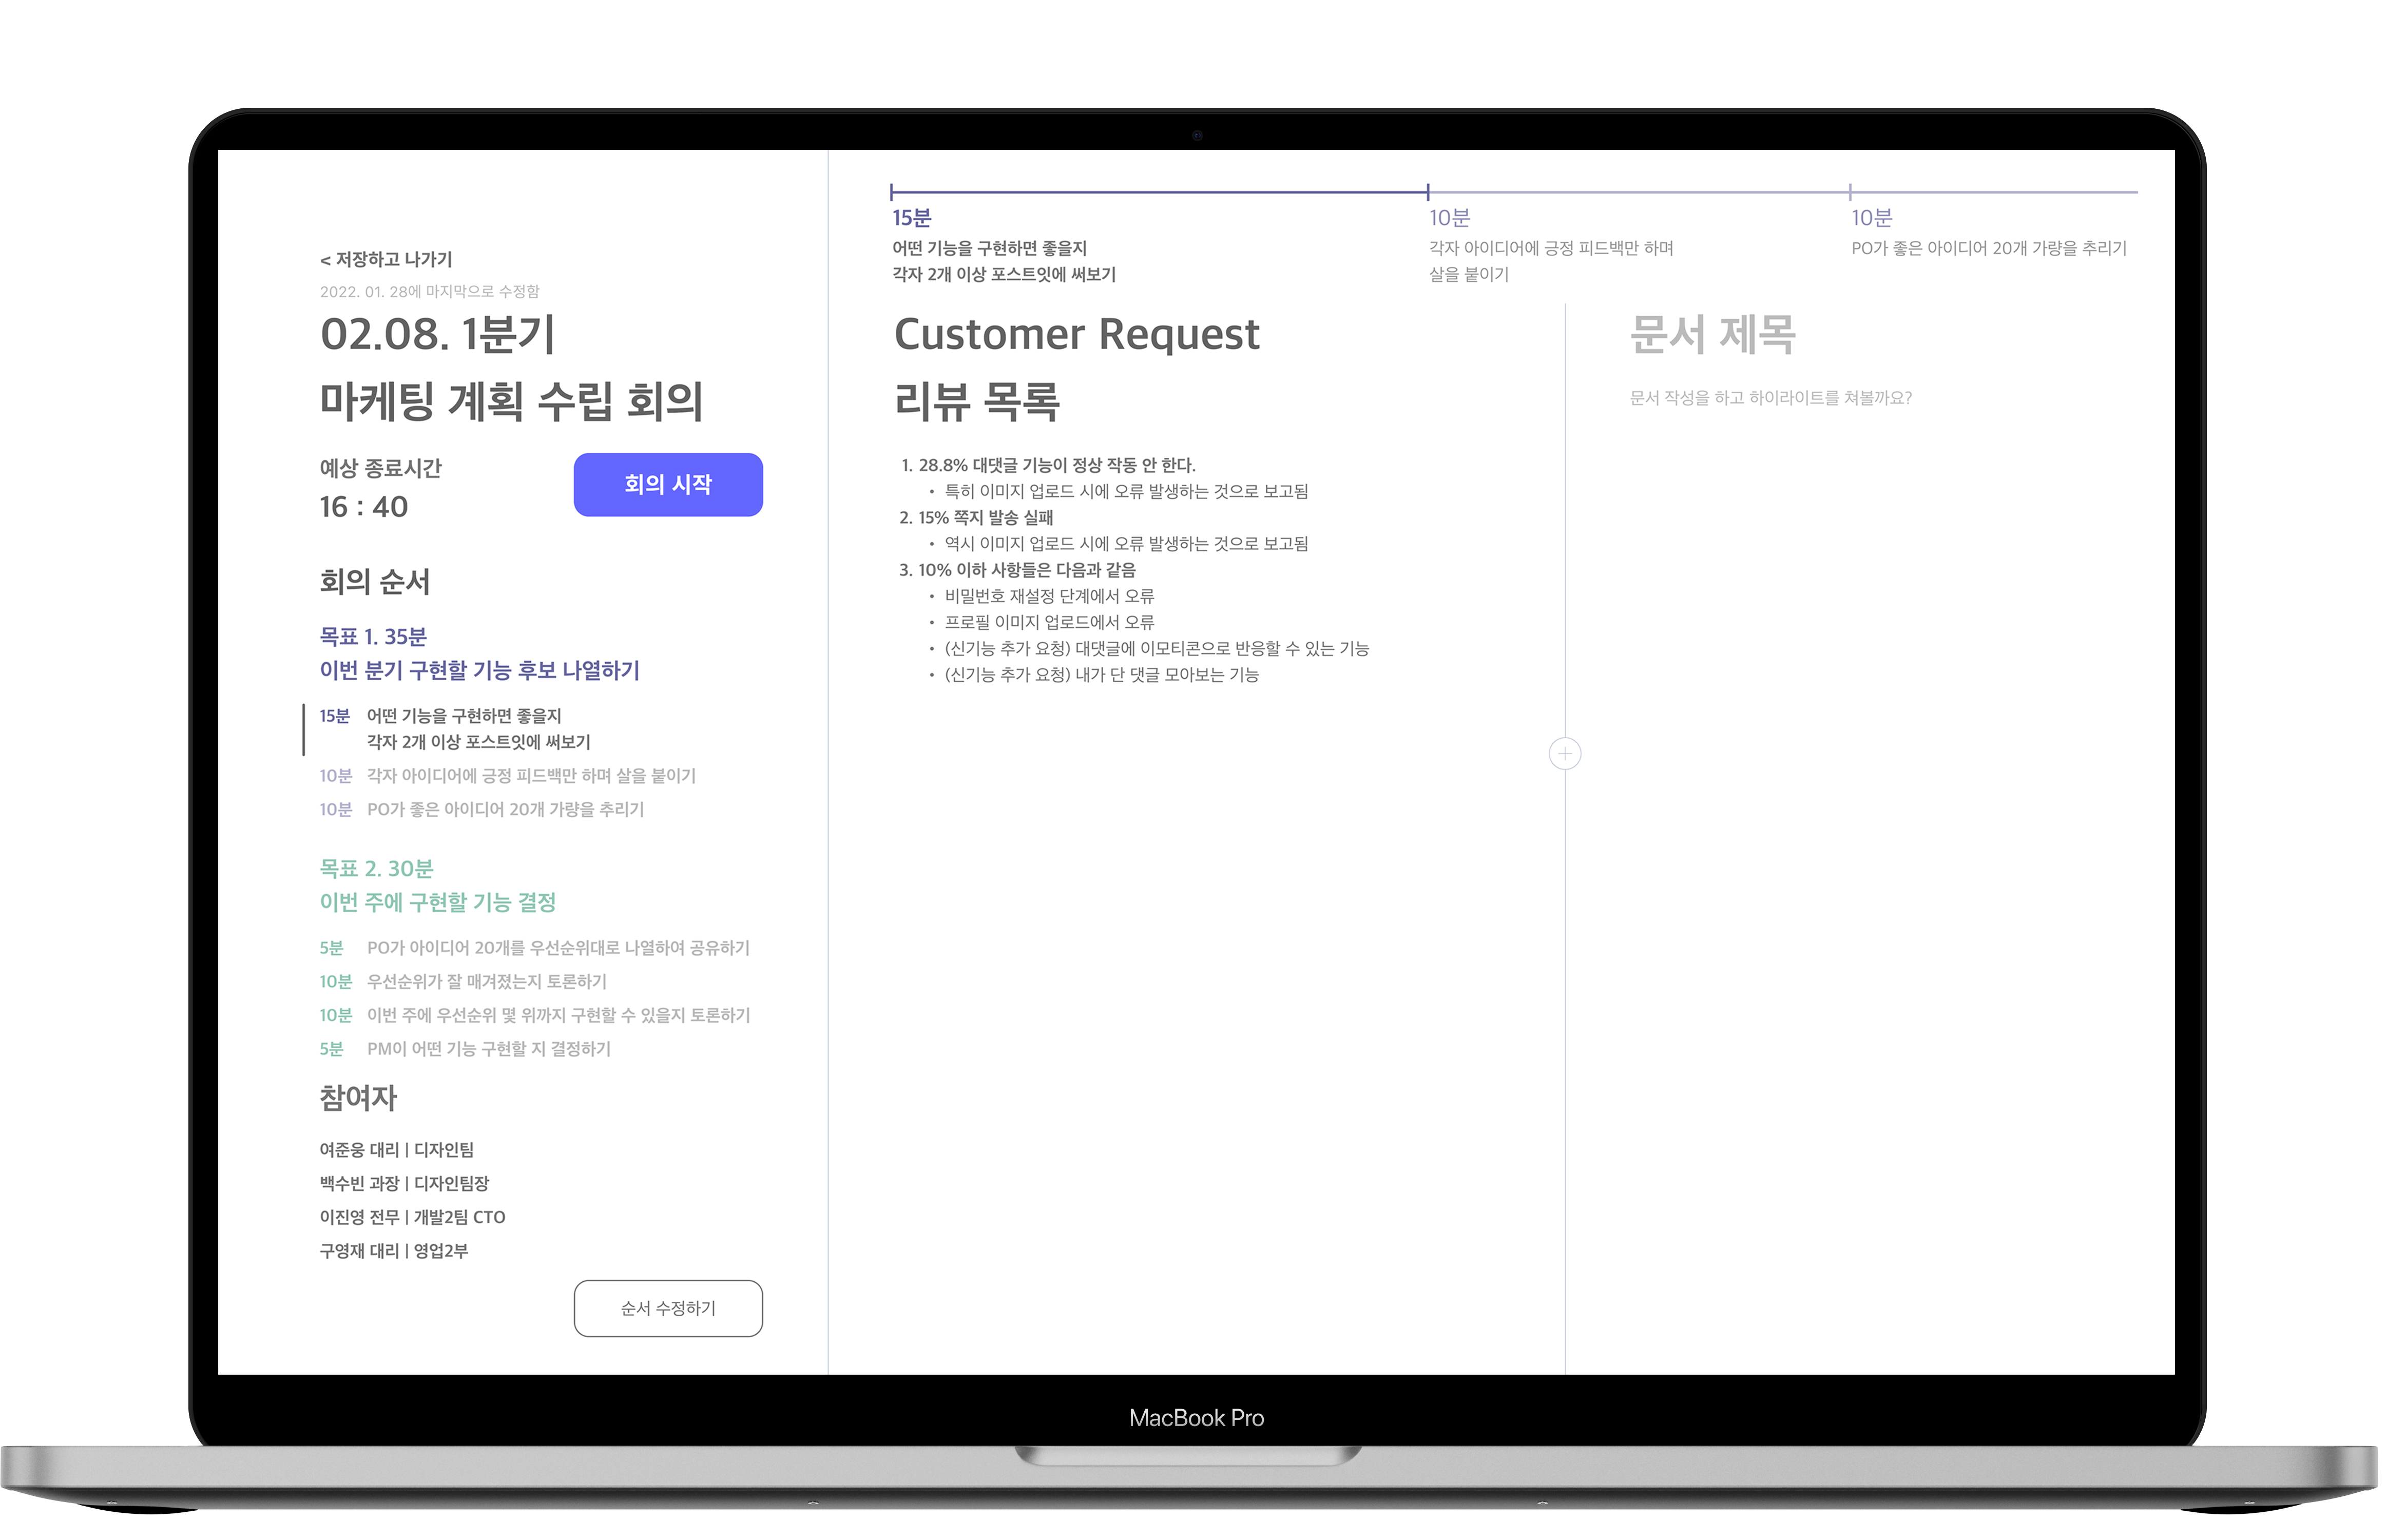 < 저장하고 나가기
2022. 01. 28에 마지막으로 수정함
02.08. 1분기
마케팅 계획 수립 회의
예상 종료시간
16 : 40
회의 시작
회의 순서
목표 1. 35분
이번 분기 구현할 기능 후보 나열하기
15분 어떤 기능을 구현하면 좋을지
각자 2개 이상 포스트잇에 써보기
10분 각자 아이디어에 긍정 피드백만 하며 살을 붙이기
10분 PO가 좋은 아이디어 20개 가량을 추리기
목표 2. 30분
이번 주에 구현할 기능 결정
5분 PO가 아이디어 20개를 우선순위대로 나열하여 공유하기
10분 우선순위가 잘 매겨졌는지 토론하기
10분 이번 주에 우선순위 몇 위까지 구현할 수 있을지 토론하기
5분 PM이 어떤 기능 구현할 지 결정하기
참여자
여준웅 대리 | 디자인팀
백수빈 과장 | 디자인팀장
이진영 전무 | 개발2팀 CTO
구영재 대리 | 영업2부
순서 수정하기
15분
어떤 기능을 구현하면 좋을지
각자 2개 이상 포스트잇에 써보기
10분
각자 아이디어에 긍정 피드백만 하며
살을 붙이기
10분
PO가 좋은 아이디어 20개 가량을 추리기
Customer Request
리뷰 목록
1. 28.8% 대댓글 기능이 정상 작동 안 한다.
• 특히 이미지 업로드 시에 오류 발생하는 것으로 보고됨
2. 15% 쪽지 발송 실패
• 역시 이미지 업로드 시에 오류 발생하는 것으로 보고됨
3. 10% 이하 사항들은 다음과 같음
• 비밀번호 재설정 단계에서 오류
• 프로필 이미지 업로드에서 오류
• (신기능 추가 요청) 대댓글에 이모티콘으로 반응할 수 있는 기능
• (신기능 추가 요청) 내가 단 댓글 모아보는 기능
문서 제목
문서 작성을 하고 하이라이트를 쳐볼까요?
MacBook Pro